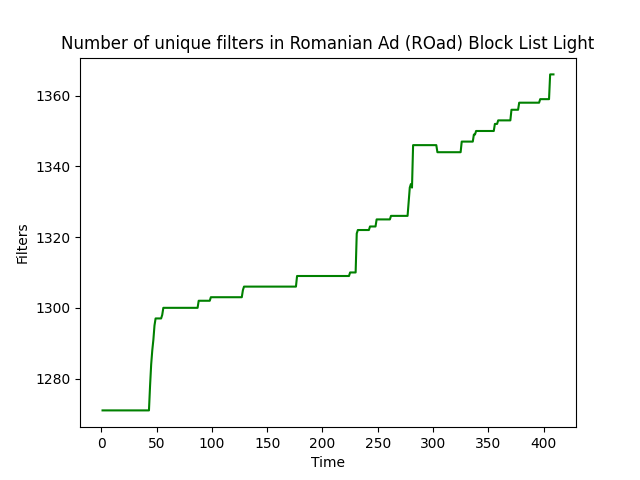 Number of unique filters in Romanian Ad (ROad) Block List Light
Filters
1360
1340
1320
1300
1280
0 50 100 150 200 250 300 350 400
Time